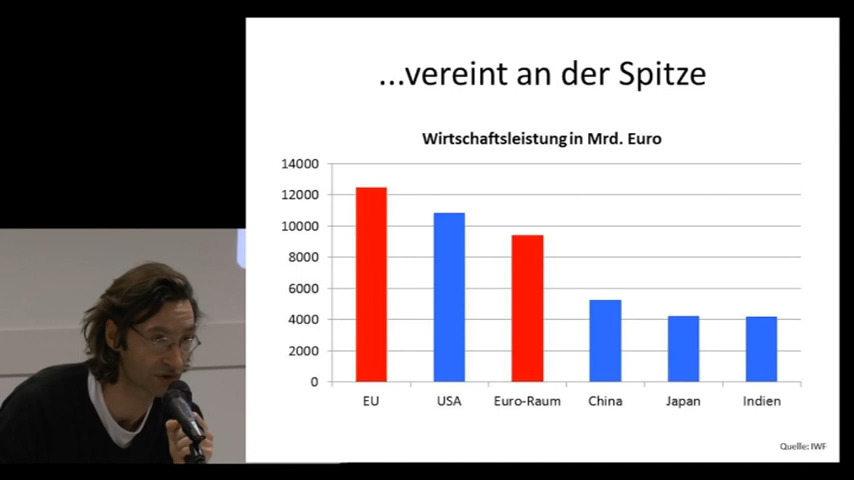 ...vereint an der Spitze
Wirtschaftsleistung in Mrd. Euro
14000
12000
10000
8000
6000
4000
2000
0
EU USA Euro-Raum China Japan Indien
Quelle: IWF